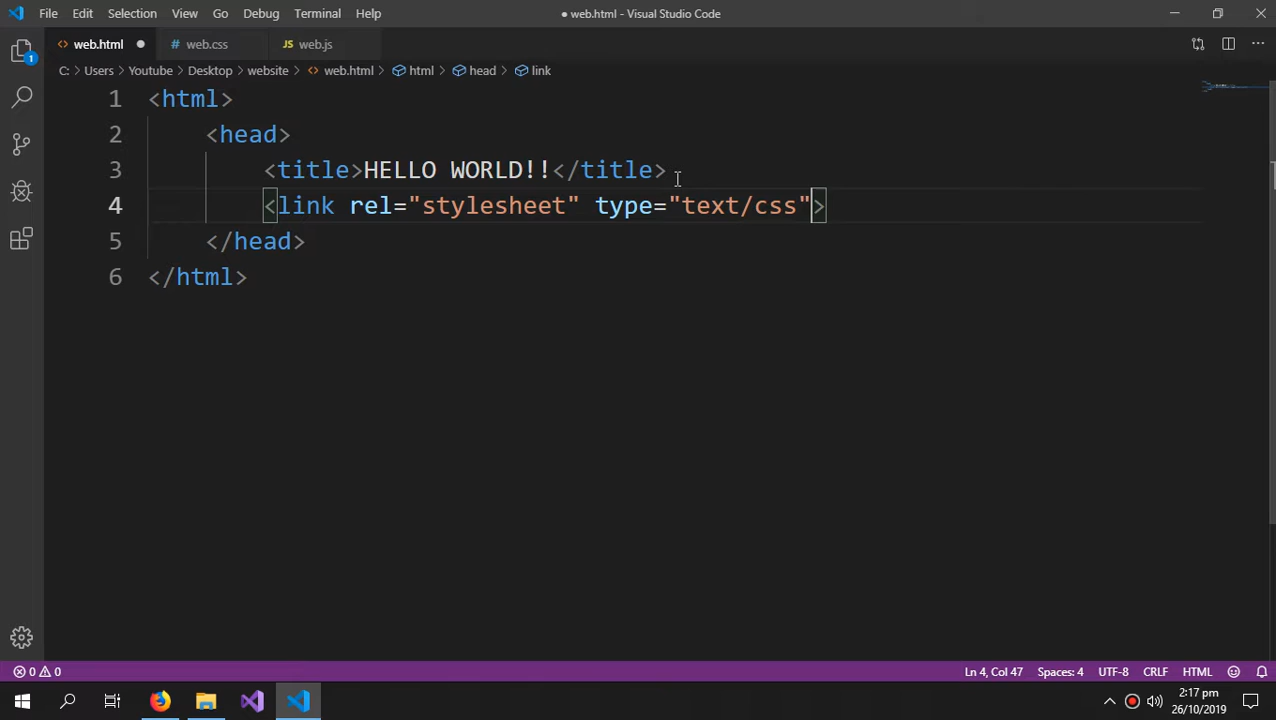 File Edit Selection View Go Debug Terminal Help
● web.html - Visual Studio Code
web.html ● # web.css JS web.js
C: > Users > Youtube > Desktop > website > web.html > html > head > link
1 <html>
2 <head>
3 <title>HELLO WORLD!!</title>
4 <link rel="stylesheet" type="text/css">
5 </head>
6 </html>
1
0 0
Ln 4, Col 47 Spaces: 4 UTF-8 CRLF HTML
2:17 pm
26/10/2019